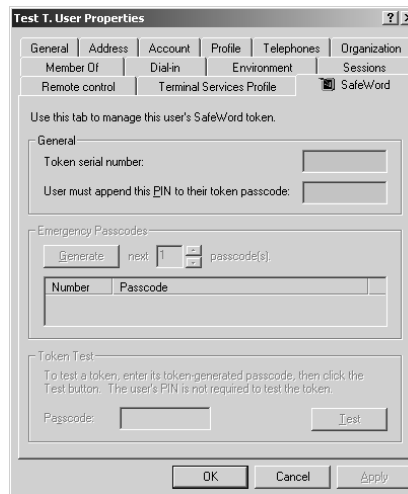 Test T. User Properties
General Address Account Profile Telephones Organization
Member Of Dial-in Environment Sessions
Remote control Terminal Services Profile SafeWord
Use this tab to manage this user's SafeWord token.
General
Token serial number:
User must append this PIN to their token passcode:
Emergency Passcodes
Generate next 1 passcode(s).
Number Passcode
Token Test
To test a token, enter its token-generated passcode, then click the
Test button. The user's PIN is not required to test the token.
Passcode: Test
OK Cancel Apply